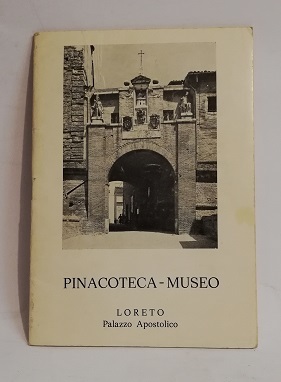 PINACOTECA - MUSEO
LORETO
Palazzo Apostolico